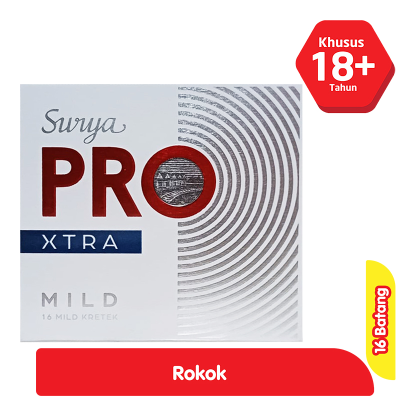 Khusus
18+
Tahun
Surya
PRO
XTRA
MILD
16 MILD KRETEK
16 Batang
Rokok